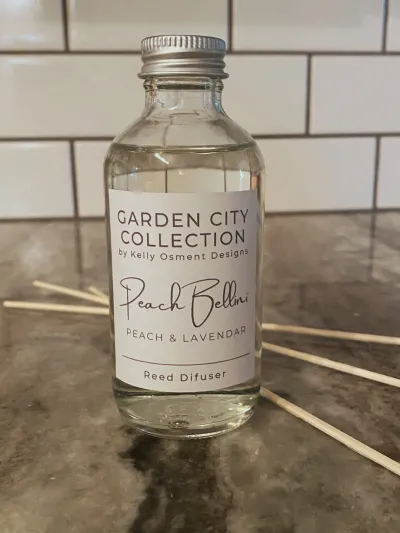 GARDEN CITY
COLLECTION
by Kelly Osment Designs
Peach Bellini
PEACH & LAVENDAR
Reed Difuser